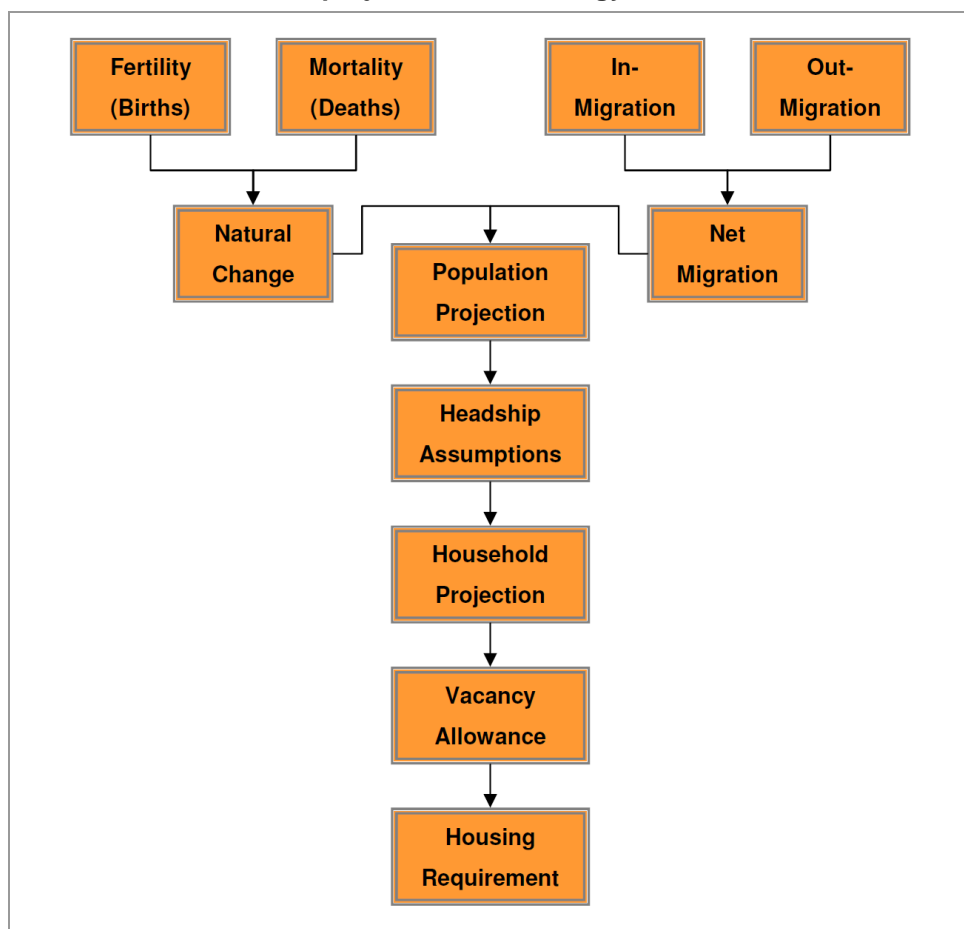 Fertility
(Births)
Mortality
(Deaths)
In-
Migration
Out-
Migration
Natural
Change
Net
Migration
Population
Projection
Headship
Assumptions
Household
Projection
Vacancy
Allowance
Housing
Requirement